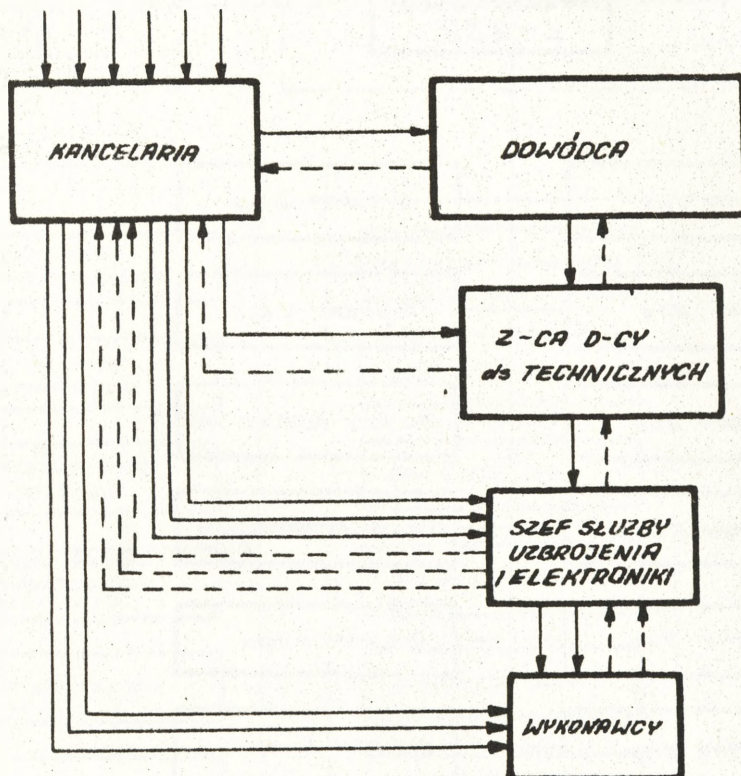 KANCELARIA
DOWÓDCA
Z-CA D-CY
ds TECHNICZNYCH
SZEF SŁUŻBY
UZBROJENIA
I ELEKTRONIKI
WYKONAWCY